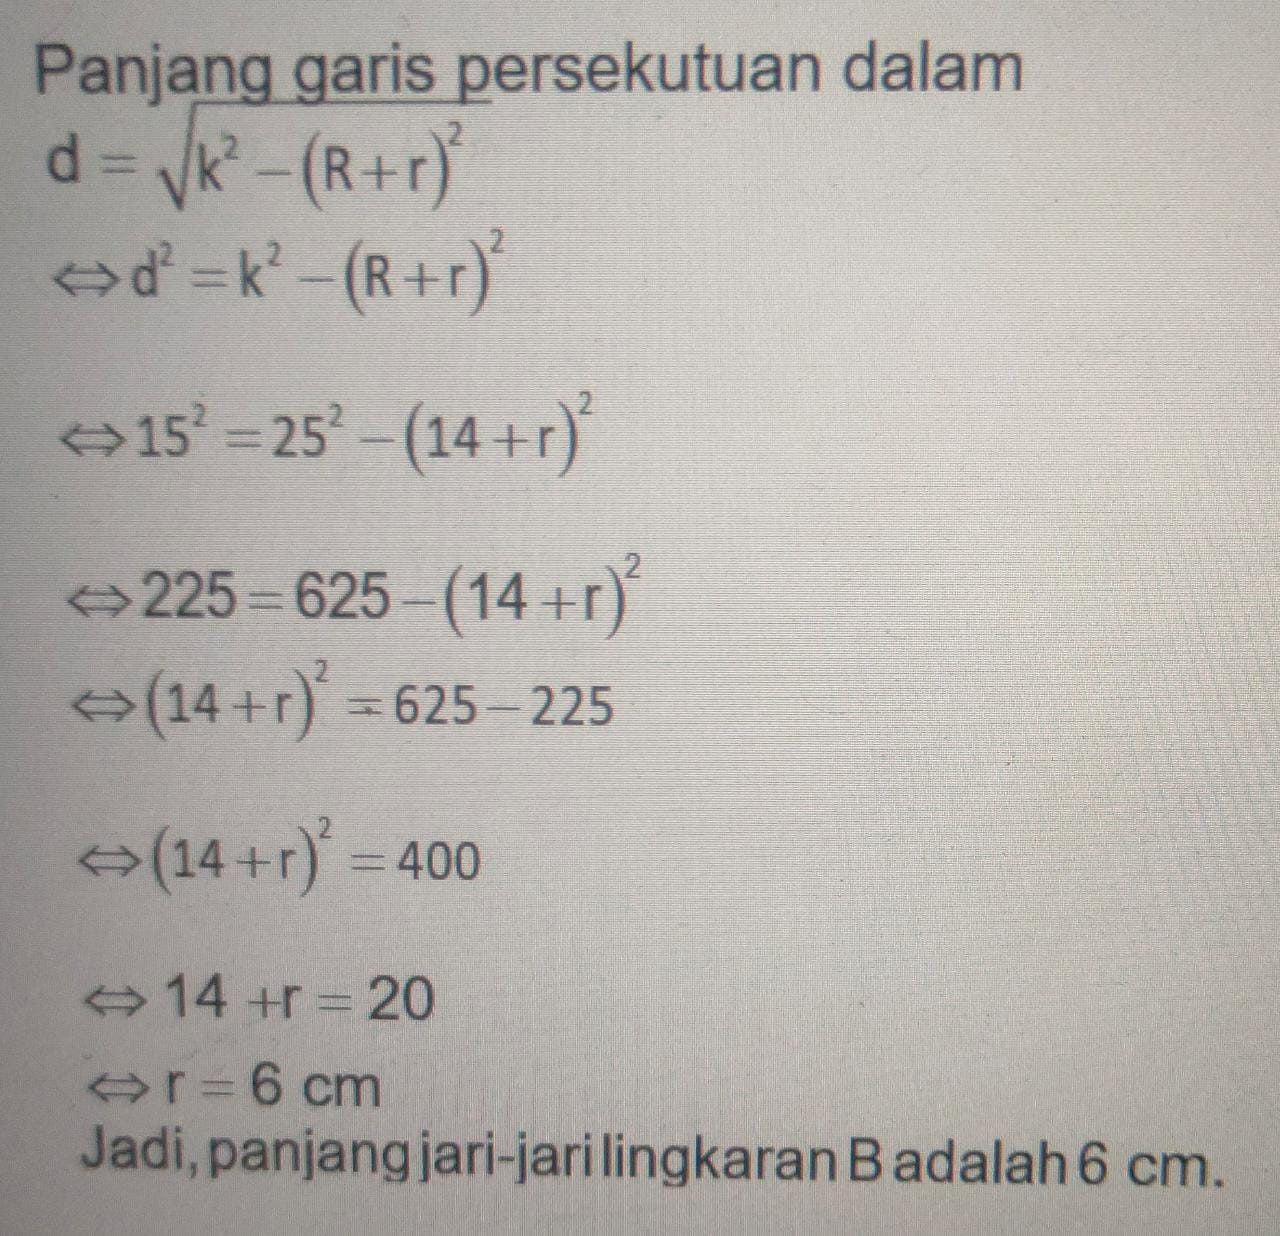 Panjang garis persekutuan dalam
d = √k² – (R+r)²
⇔ d² = k² – (R+r)²
⇔ 15² = 25² – (14+r)²
⇔ 225 = 625 – (14+r)²
⇔ (14+r)² = 625 – 225
⇔ (14+r)² = 400
⇔ 14 +r = 20
⇔ r = 6 cm
Jadi, panjang jari-jari lingkaran B adalah 6 cm.